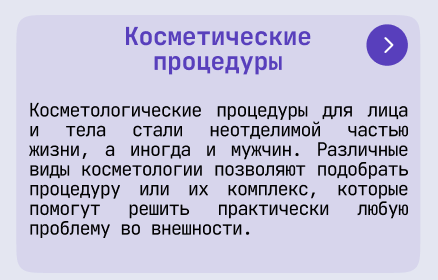 Косметические
процедуры
Косметологические процедуры для лица
и тела стали неотделимой частью
жизни, а иногда и мужчин. Различные
виды косметологии позволяют подобрать
процедуру или их комплекс, которые
помогут решить практически любую
проблему во внешности.